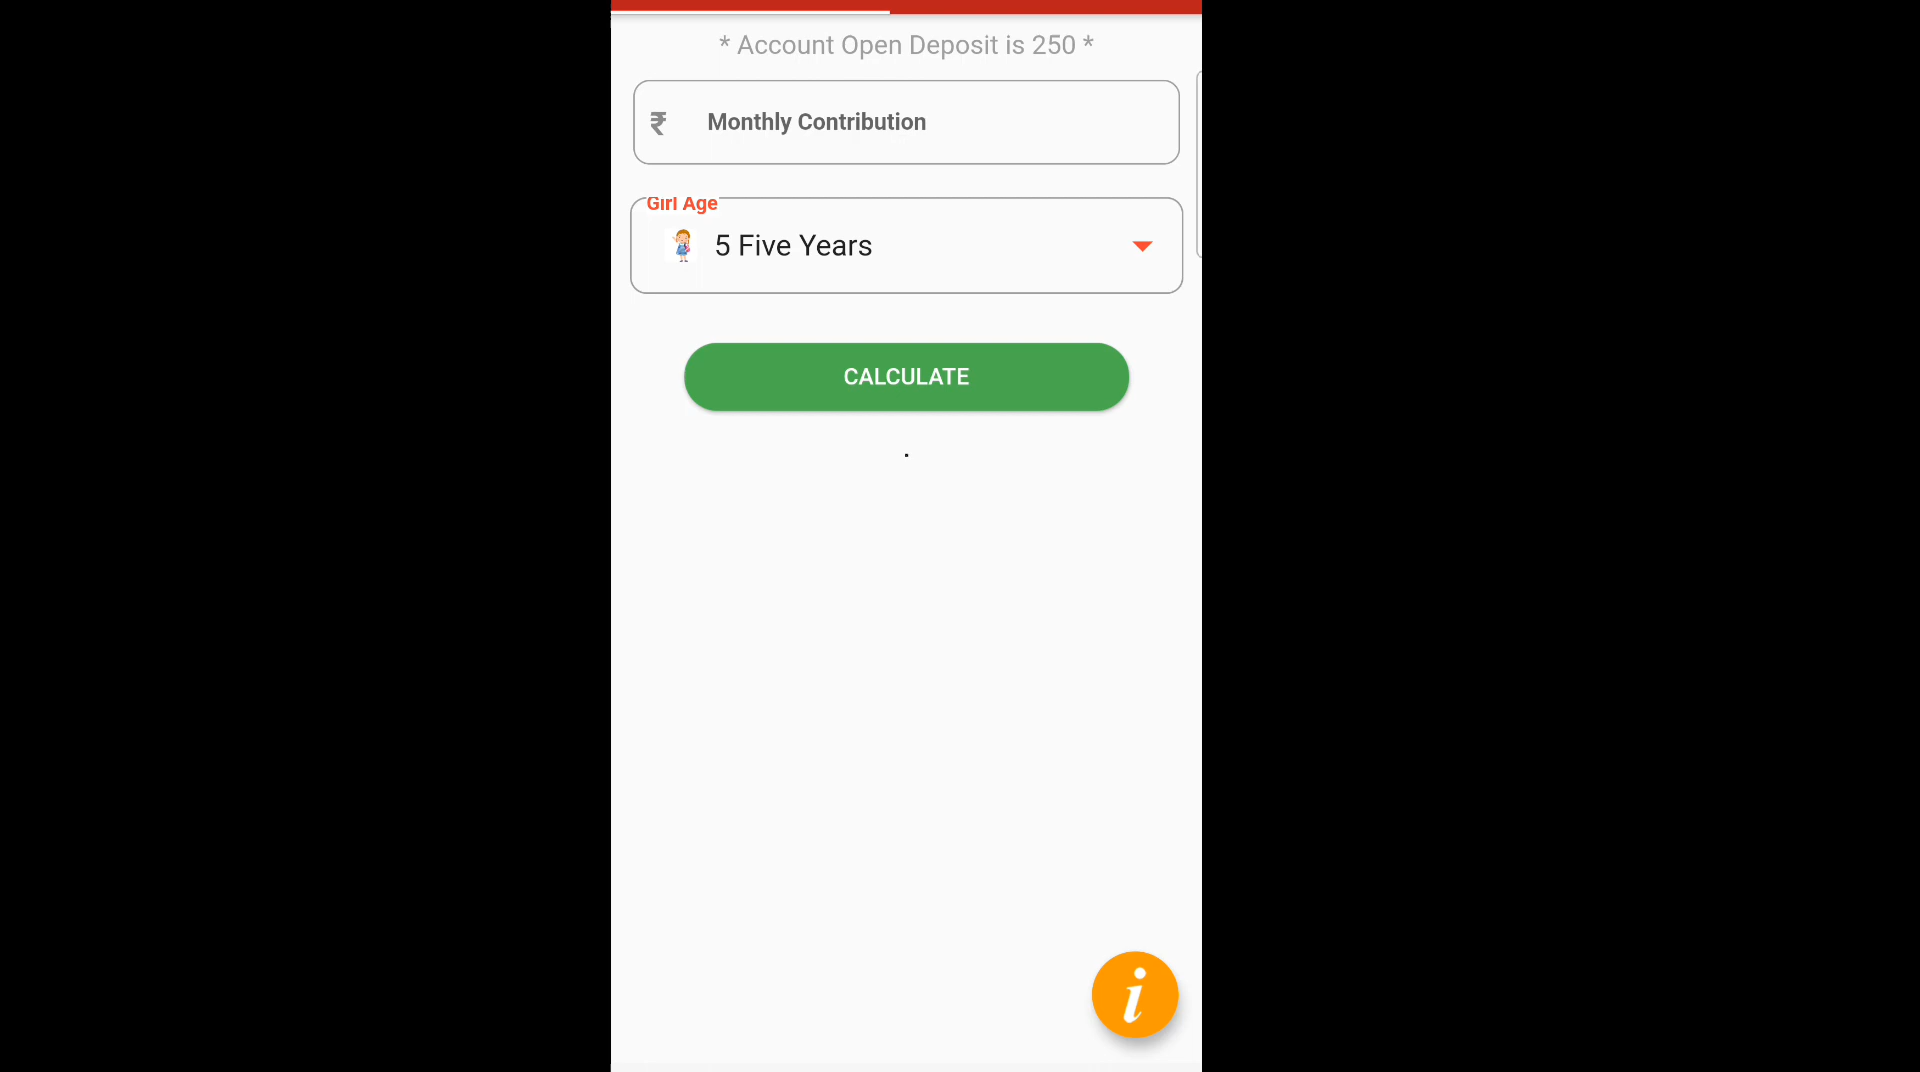 * Account Open Deposit is 250 *
₹ Monthly Contribution
Girl Age
5 Five Years
CALCULATE
.
i